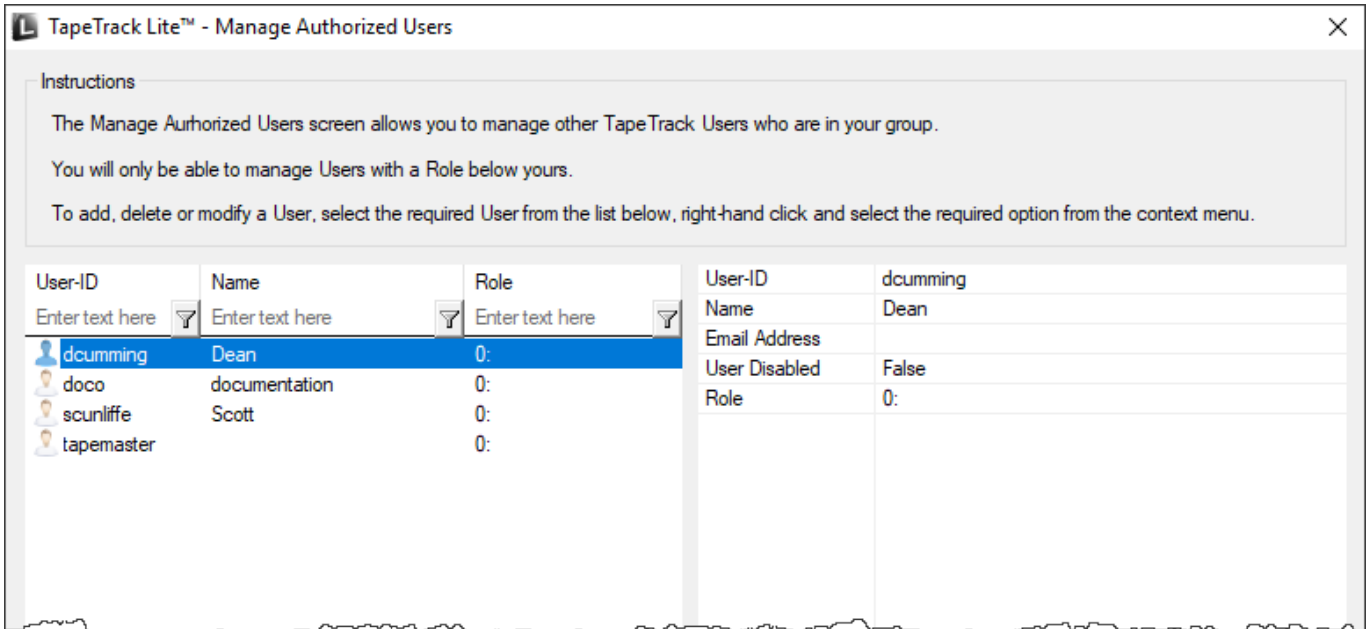 TapeTrack Lite™ - Manage Authorized Users
Instructions
The Manage Aurhorized Users screen allows you to manage other TapeTrack Users who are in your group.
You will only be able to manage Users with a Role below yours.
To add, delete or modify a User, select the required User from the list below, right-hand click and select the required option from the context menu.
User-ID Name Role
Enter text here Enter text here Enter text here
dcumming Dean 0:
doco documentation 0:
scunliffe Scott 0:
tapemaster 0:
User-ID dcumming
Name Dean
Email Address
User Disabled False
Role 0: